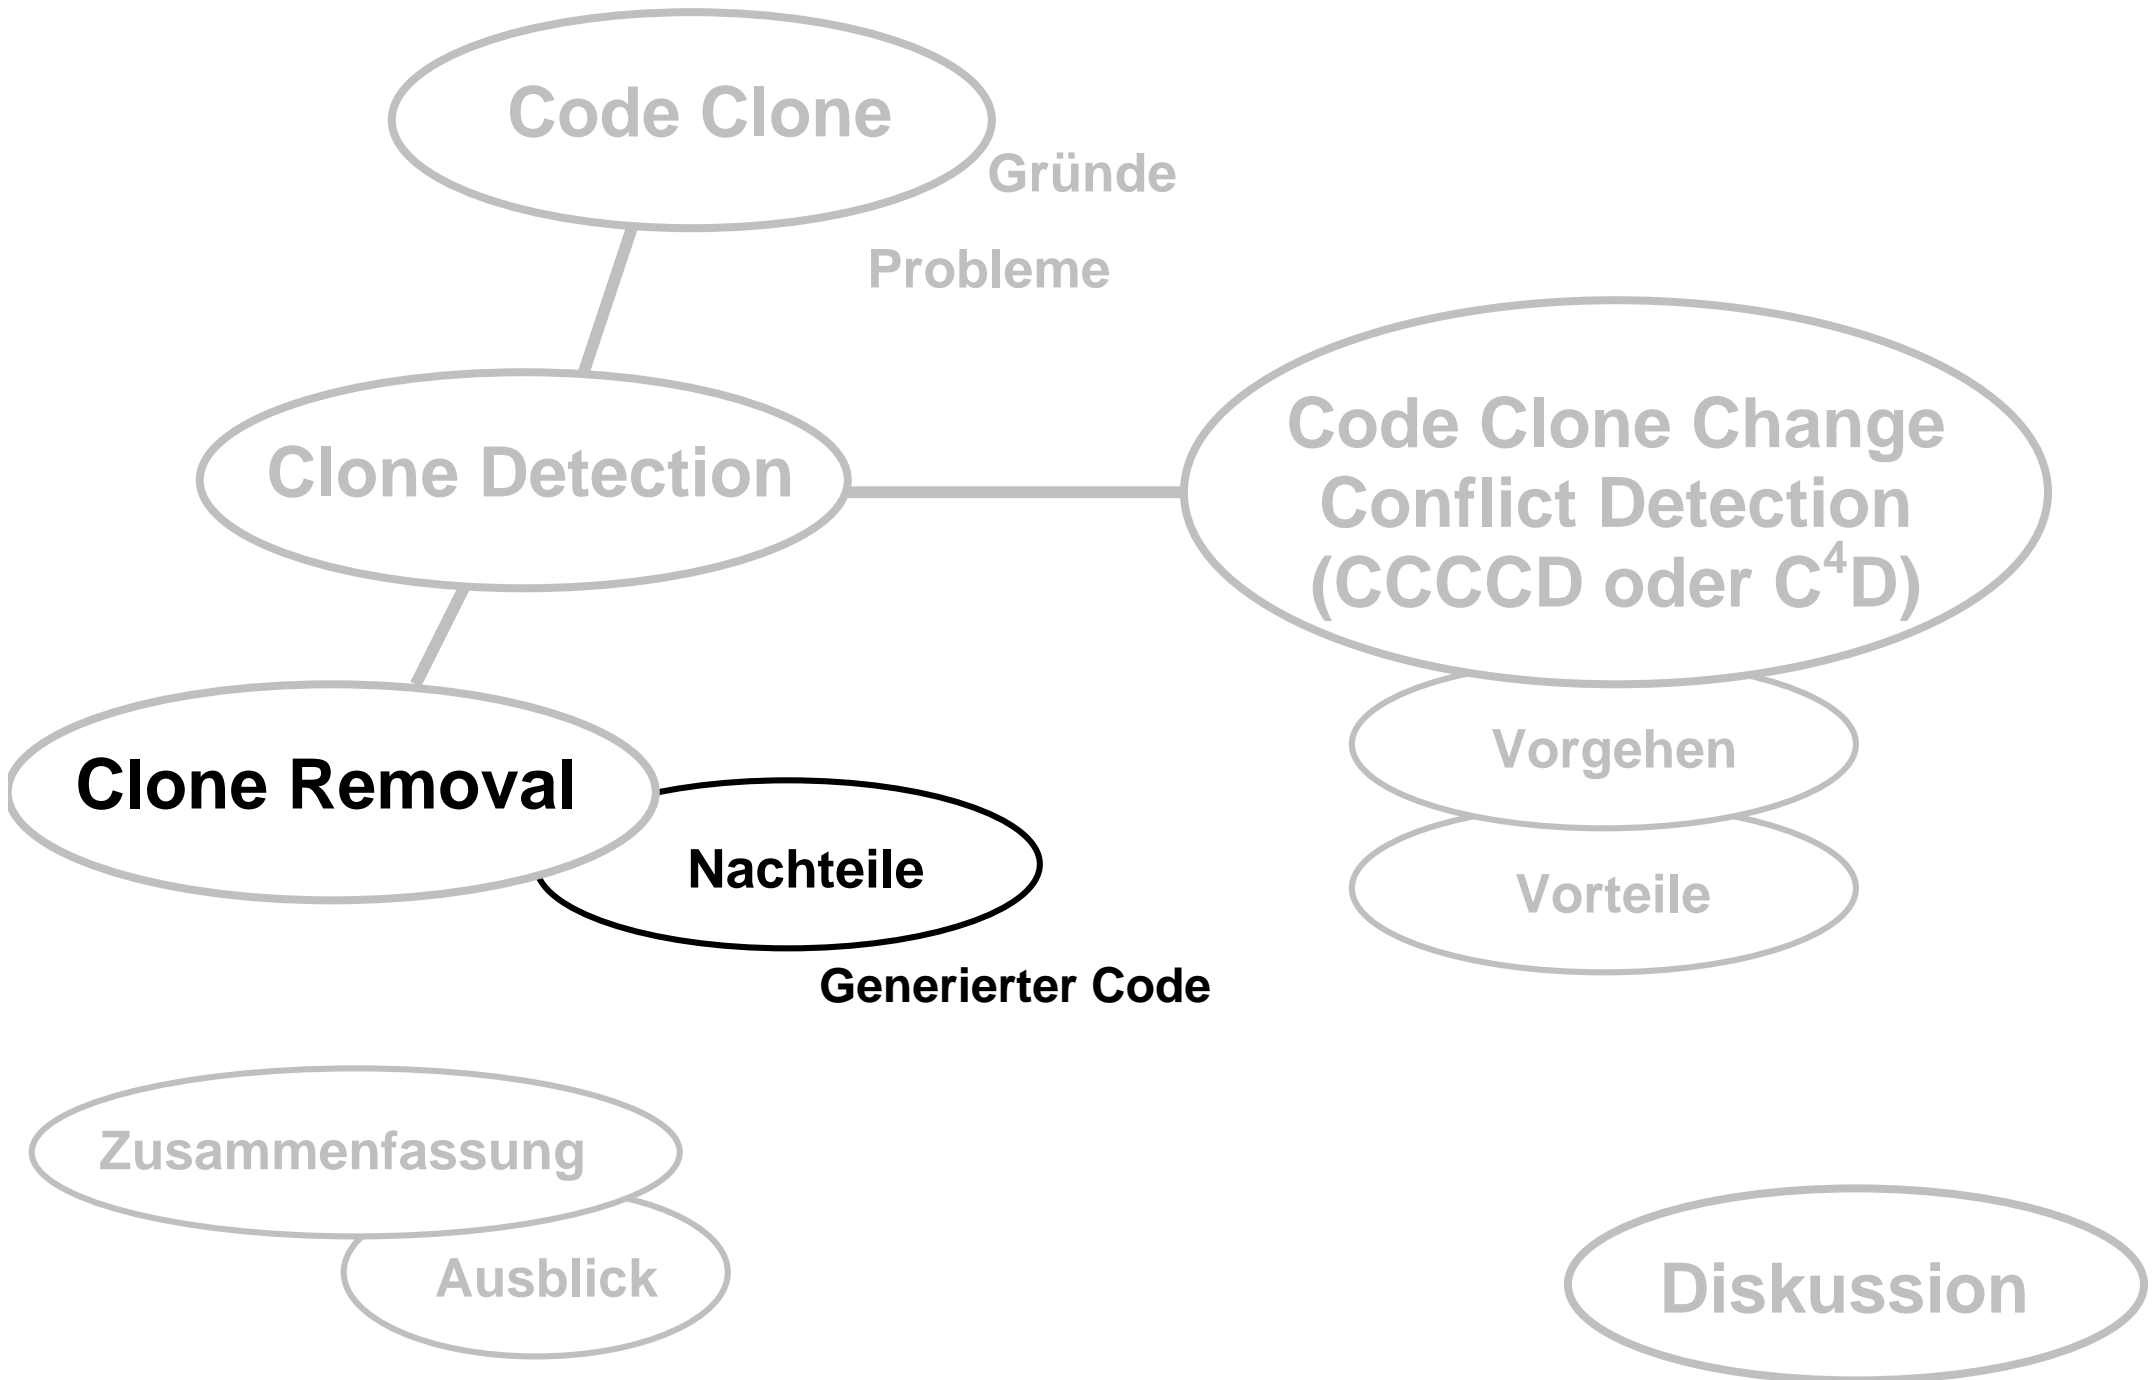 Code Clone
Gründe
Probleme
Clone Detection
Code Clone Change
Conflict Detection
(CCCCD oder C⁴D)
Clone Removal
Nachteile
Generierter Code
Vorgehen
Vorteile
Zusammenfassung
Ausblick
Diskussion